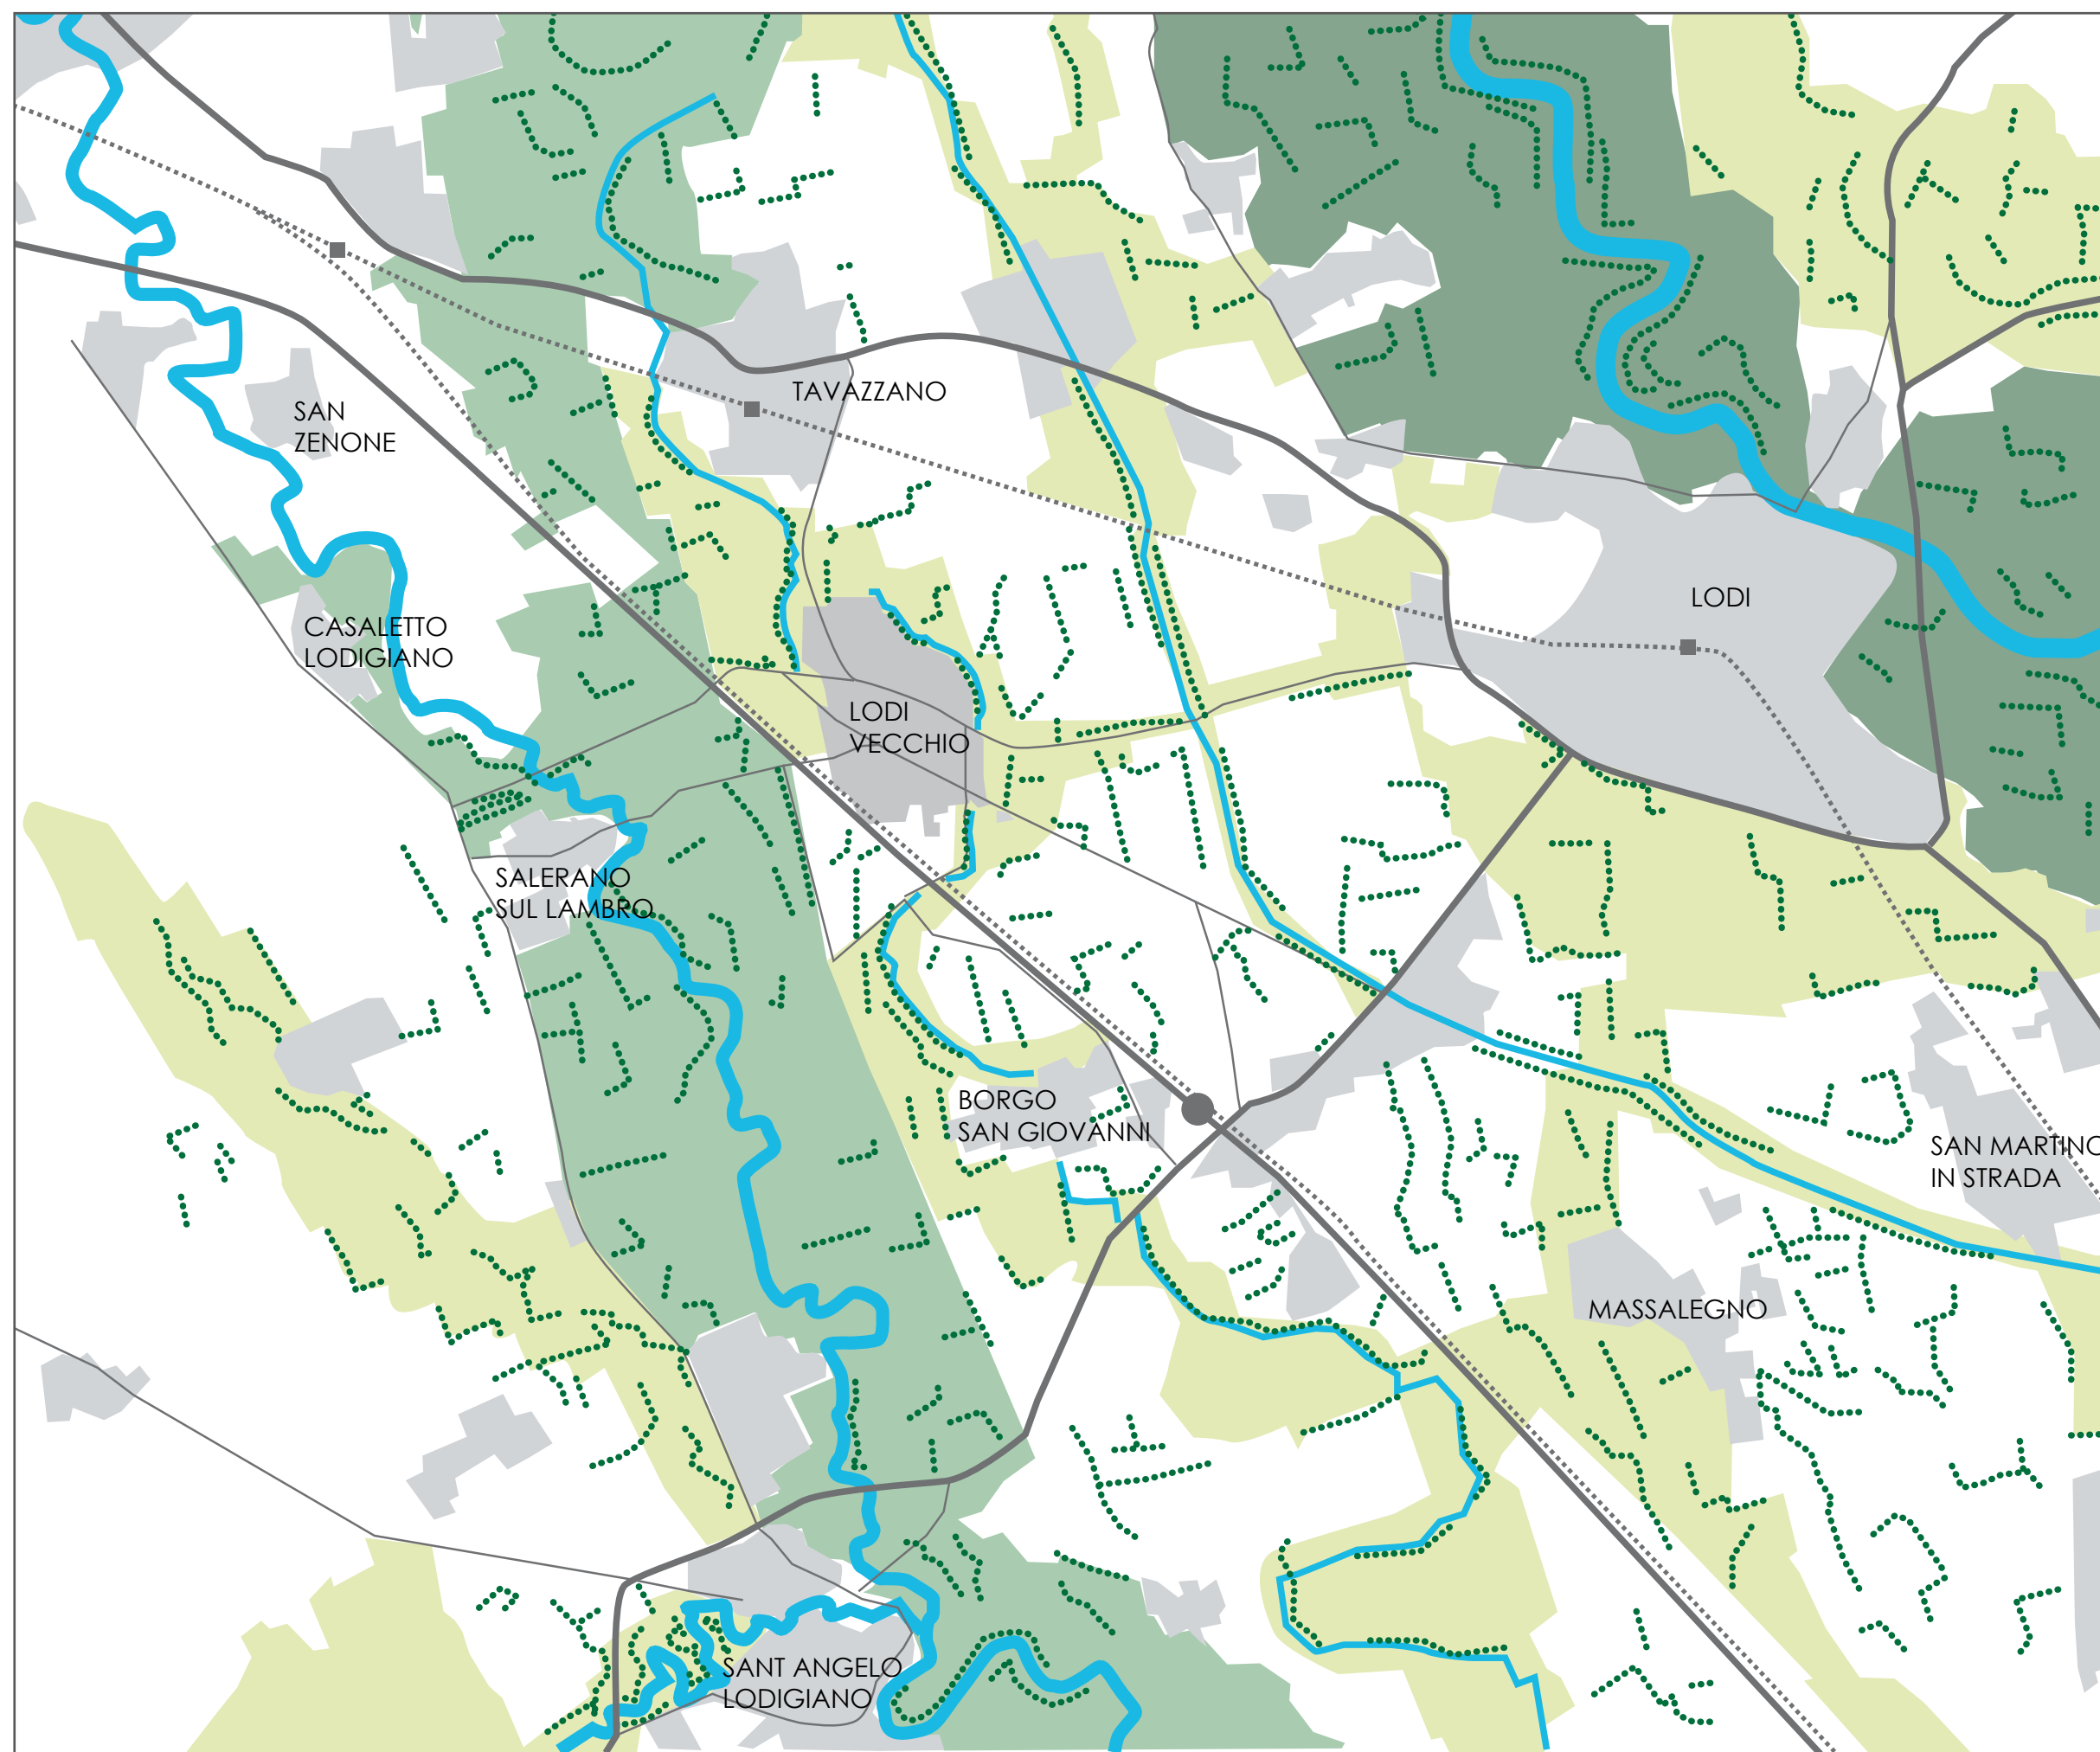 TAVAZZANO
SAN
ZENONE
LODI
CASALETTO
LODIGIANO
LODI
VECCHIO
SALERANO
SUL LAMBRO
BORGO
SAN GIOVANNI
SAN MARTINO
IN STRADA
MASSALEGNO
SANT ANGELO
LODIGIANO